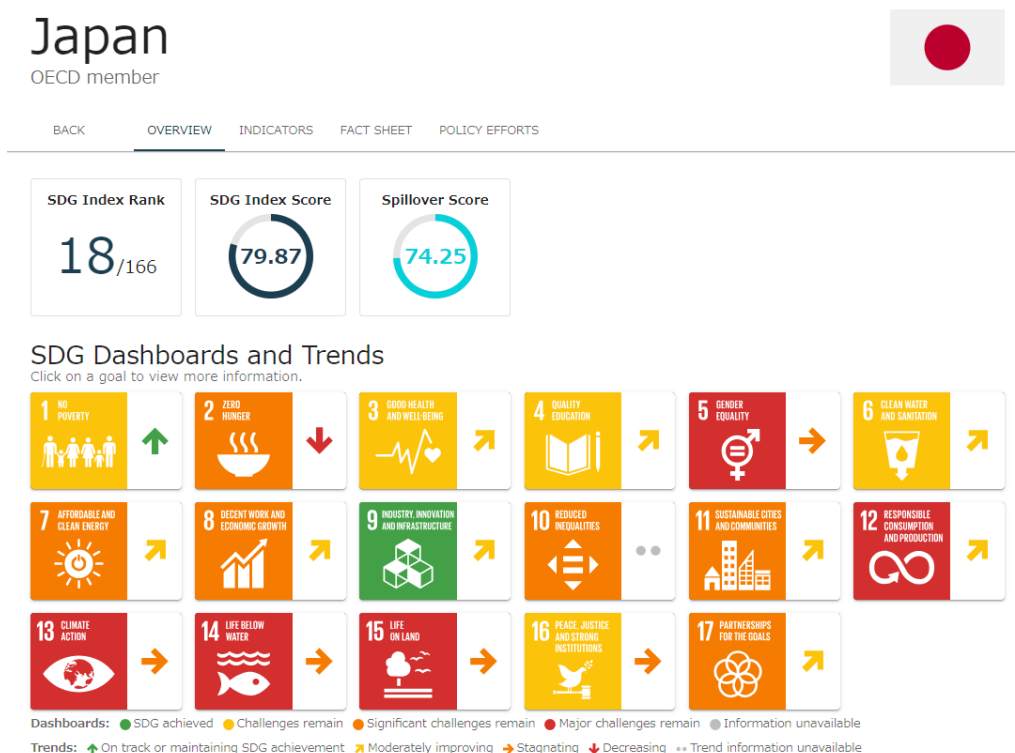 Japan
OECD member
BACK OVERVIEW INDICATORS FACT SHEET POLICY EFFORTS
SDG Index Rank
18/166
SDG Index Score
79.87
Spillover Score
74.25
SDG Dashboards and Trends
Click on a goal to view more information.
1 NO
POVERTY
2 ZERO
HUNGER
3 GOOD HEALTH
AND WELL-BEING
4 QUALITY
EDUCATION
5 GENDER
EQUALITY
6 CLEAN WATER
AND SANITATION
7 AFFORDABLE AND
CLEAN ENERGY
8 DECENT WORK AND
ECONOMIC GROWTH
9 INDUSTRY, INNOVATION
AND INFRASTRUCTURE
10 REDUCED
INEQUALITIES
11 SUSTAINABLE CITIES
AND COMMUNITIES
12 RESPONSIBLE
CONSUMPTION
AND PRODUCTION
13 CLIMATE
ACTION
14 LIFE BELOW
WATER
15 LIFE
ON LAND
16 PEACE, JUSTICE
AND STRONG
INSTITUTIONS
17 PARTNERSHIPS
FOR THE GOALS
Dashboards: SDG achieved Challenges remain Significant challenges remain Major challenges remain Information unavailable
Trends: On track or maintaining SDG achievement Moderately improving Stagnating Decreasing Trend information unavailable